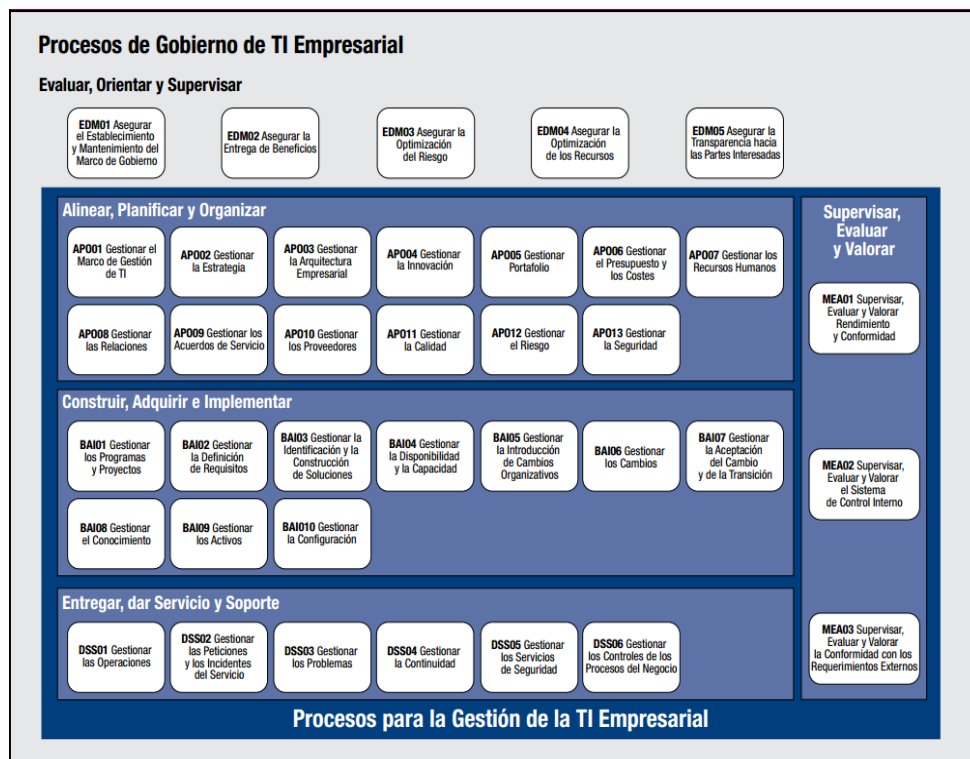 Procesos de Gobierno de TI Empresarial
Evaluar, Orientar y Supervisar
EDM01 Asegurar
el Establecimiento
y Mantenimiento del
Marco de Gobierno
EDM02 Asegurar la
Entrega de Beneficios
EDM03 Asegurar la
Optimización
del Riesgo
EDM04 Asegurar la
Optimización
de los Recursos
EDM05 Asegurar la
Transparencia hacia
las Partes Interesadas
Alinear, Planificar y Organizar
APO01 Gestionar el
Marco de Gestión
de TI
APO02 Gestionar
la Estrategia
APO03 Gestionar
la Arquitectura
Empresarial
APO04 Gestionar
la Innovación
APO05 Gestionar
Portafolio
APO06 Gestionar
el Presupuesto y
los Costes
APO07 Gestionar los
Recursos Humanos
APO08 Gestionar
las Relaciones
APO09 Gestionar los
Acuerdos de Servicio
APO10 Gestionar
los Proveedores
APO11 Gestionar
la Calidad
APO12 Gestionar
el Riesgo
APO13 Gestionar
la Seguridad
Construir, Adquirir e Implementar
BAI01 Gestionar
los Programas
y Proyectos
BAI02 Gestionar
la Definición
de Requisitos
BAI03 Gestionar la
Identificación y la
Construcción
de Soluciones
BAI04 Gestionar
la Disponibilidad
y la Capacidad
BAI05 Gestionar
la Introducción
de Cambios
Organizativos
BAI06 Gestionar
los Cambios
BAI07 Gestionar
la Aceptación
del Cambio
y de la Transición
BAI08 Gestionar
el Conocimiento
BAI09 Gestionar
los Activos
BAI010 Gestionar
la Configuración
Entregar, dar Servicio y Soporte
DSS01 Gestionar
las Operaciones
DSS02 Gestionar
las Peticiones
y los Incidentes
del Servicio
DSS03 Gestionar
los Problemas
DSS04 Gestionar
la Continuidad
DSS05 Gestionar
los Servicios
de Seguridad
DSS06 Gestionar
los Controles de los
Procesos del Negocio
Supervisar,
Evaluar
y Valorar
MEA01 Supervisar,
Evaluar y Valorar
Rendimiento
y Conformidad
MEA02 Supervisar,
Evaluar y Valorar
el Sistema
de Control Interno
MEA03 Supervisar,
Evaluar y Valorar
la Conformidad con los
Requerimientos Externos
Procesos para la Gestión de la TI Empresarial